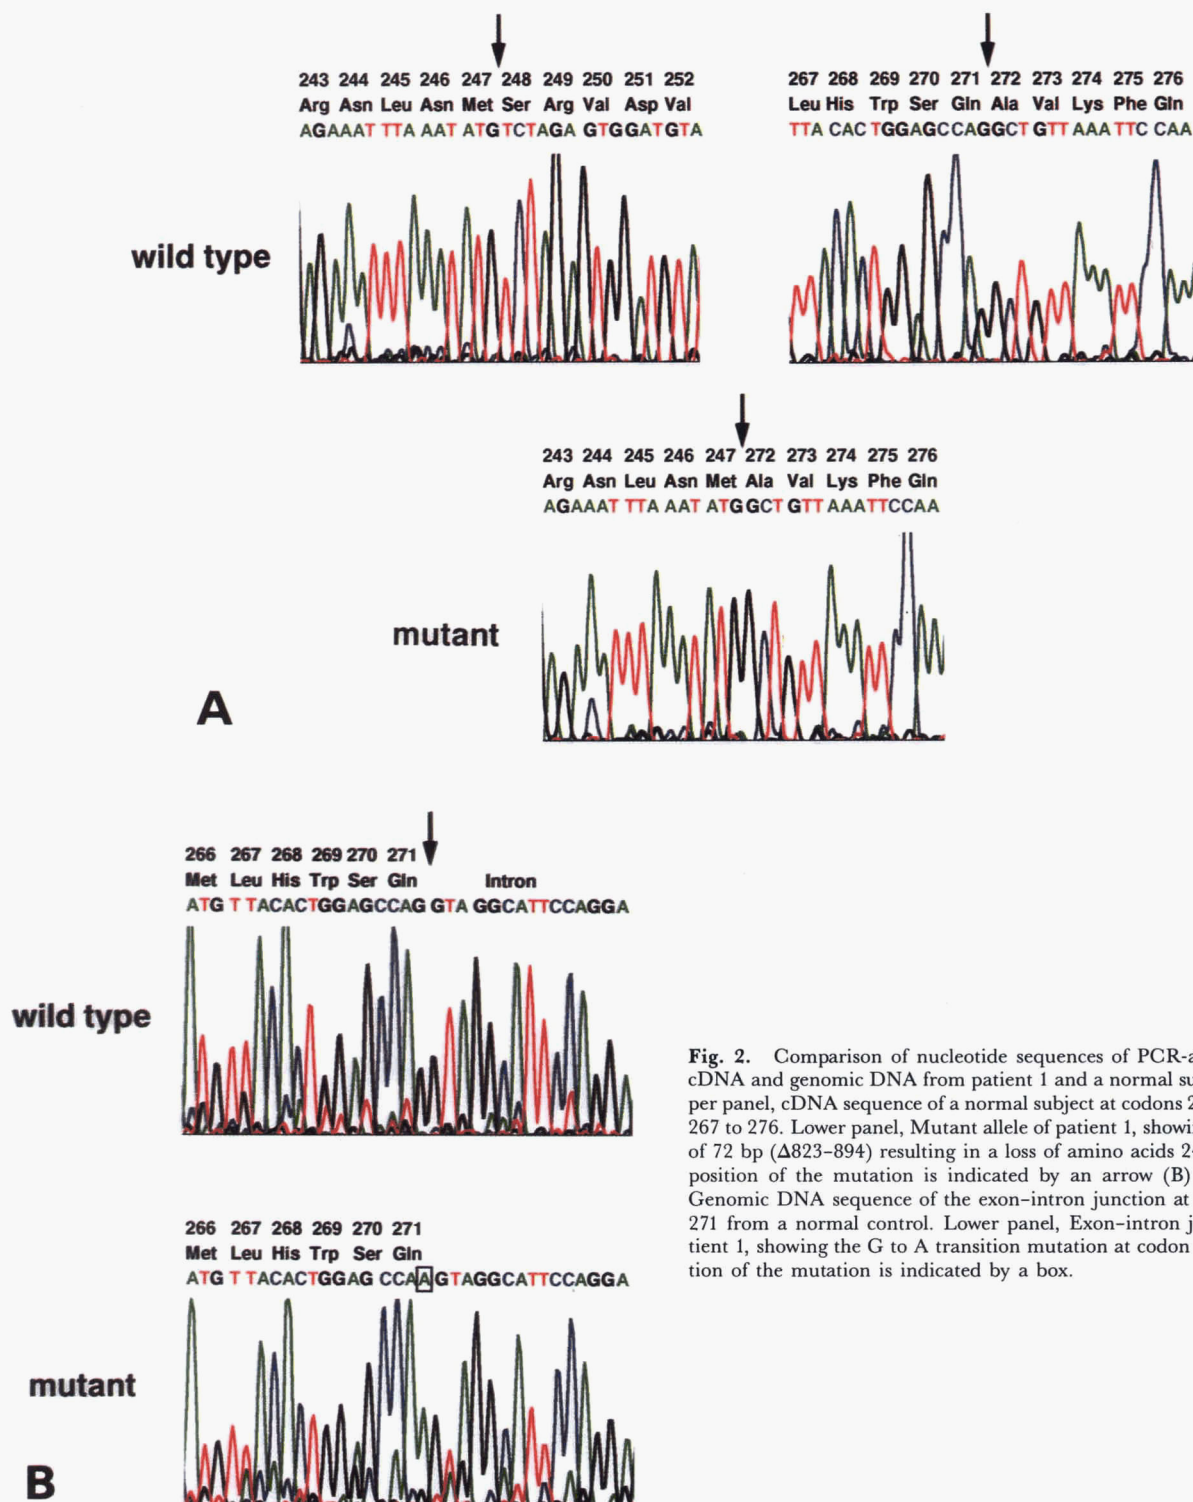 243 244 245 246 247 248 249 250 251 252
Arg Asn Leu Asn Met Ser Arg Val Asp Val
AGAAAT TTA AAT ATGTCTAGA GTGGATGTA
267 268 269 270 271 272 273 274 275 276
Leu His Trp Ser Gln Ala Val Lys Phe Gln
TTA CAC TGGAGCCAGGCT GTT AAA TTC CAA
wild type
243 244 245 246 247 272 273 274 275 276
Arg Asn Leu Asn Met Ala Val Lys Phe Gln
AGAAAT TTA AAT ATGGCT GTT AAATTCCAA
mutant
A
266 267 268 269 270 271
Met Leu His Trp Ser Gln Intron
ATG T TACACTGGAGCCAG GTA GGCATTCCAGGA
wild type
Fig. 2. Comparison of nucleotide sequences of PCR-a
cDNA and genomic DNA from patient 1 and a normal su
per panel, cDNA sequence of a normal subject at codons 2
267 to 276. Lower panel, Mutant allele of patient 1, showi
of 72 bp (Δ823–894) resulting in a loss of amino acids 2
position of the mutation is indicated by an arrow (B)
Genomic DNA sequence of the exon–intron junction at
271 from a normal control. Lower panel, Exon–intron j
tient 1, showing the G to A transition mutation at codon
tion of the mutation is indicated by a box.
266 267 268 269 270 271
Met Leu His Trp Ser Gln
ATG T TACACTGGAG CCAAGTAGGCATTCCAGGA
mutant
B